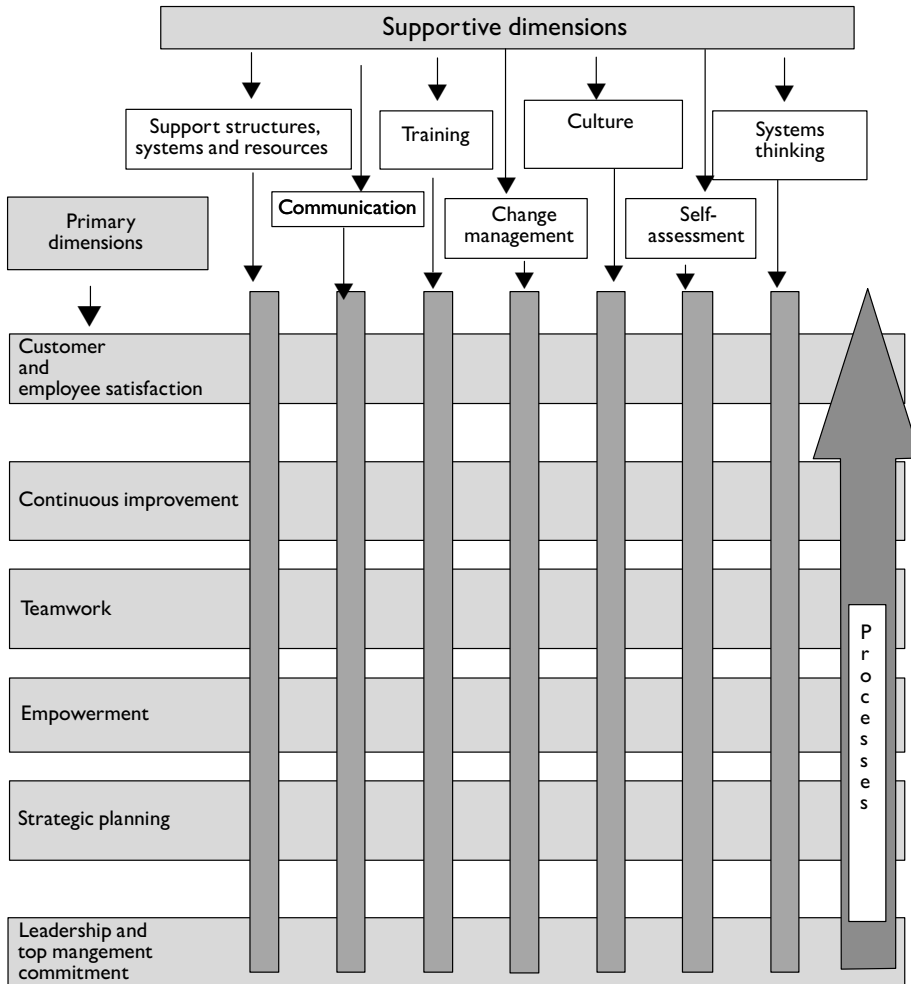 Supportive dimensions
Support structures,
systems and resources
Training
Culture
Systems
thinking
Communication
Change
management
Self-
assessment
Primary
dimensions
Customer
and
employee satisfaction
Continuous improvement
Teamwork
Empowerment
Strategic planning
Leadership and
top mangement
commitment
Processes